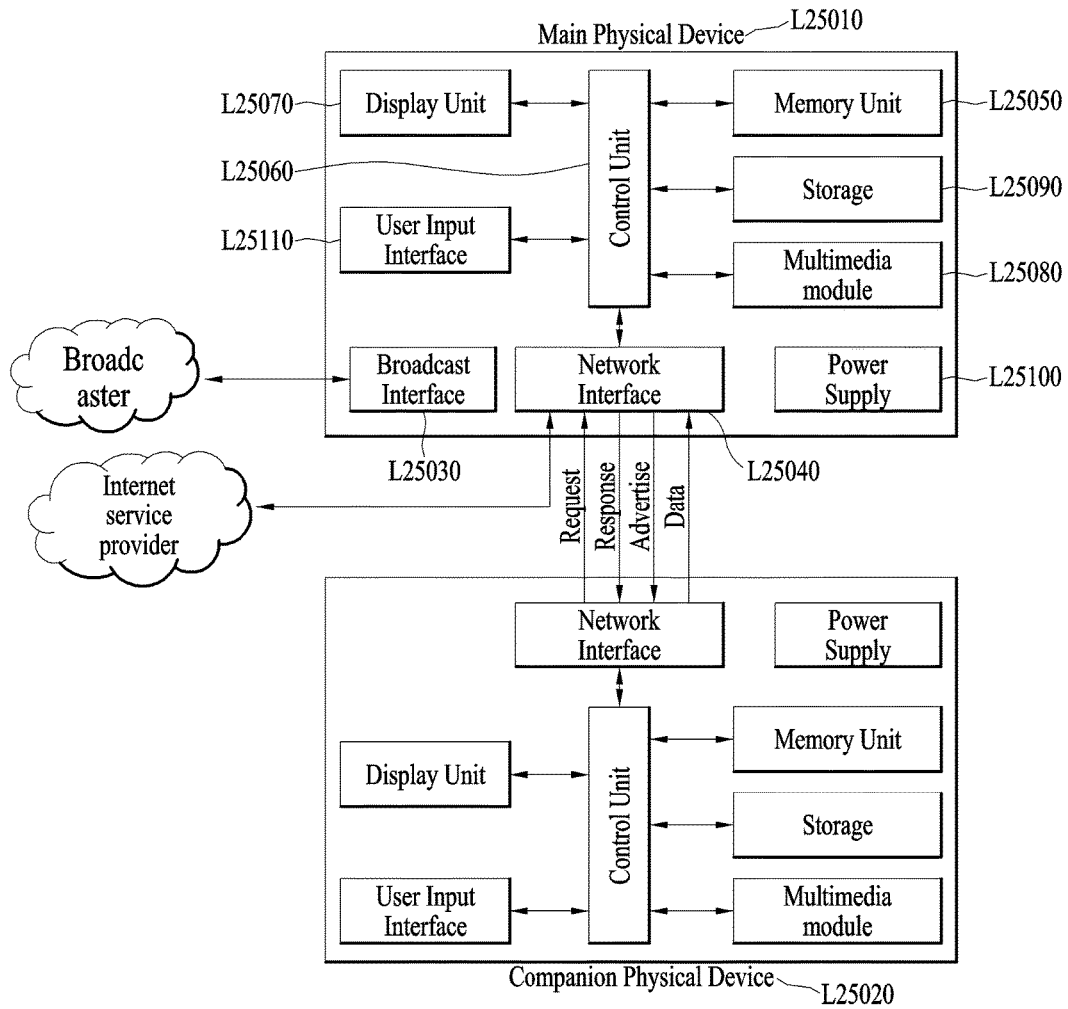 Main Physical Device
L25010
L25070
Display Unit
Control Unit
Memory Unit
L25050
L25060
Storage
L25090
L25110
User Input
Interface
Multimedia
module
L25080
Broadc
aster
Broadcast
Interface
Network
Interface
Power
Supply
L25100
L25030
L25040
Internet
service
provider
Request
Response
Advertise
Data
Network
Interface
Power
Supply
Display Unit
Control Unit
Memory Unit
Storage
User Input
Interface
Multimedia
module
Companion Physical Device
L25020